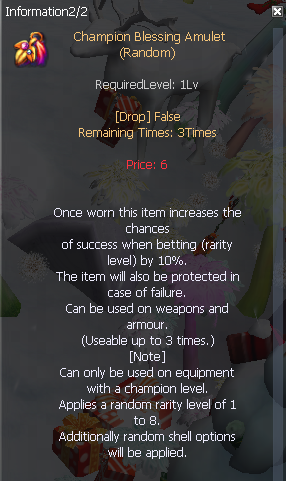 Information2/2
Champion Blessing Amulet
(Random)
RequiredLevel: 1Lv
[Drop] False
Remaining Times: 3Times
Price: 6
Once worn this item increases the
chances
of success when betting (rarity
level) by 10%.
The item will also be protected in
case of failure.
Can be used on weapons and
armour.
(Useable up to 3 times.)
[Note]
Can only be used on equipment
with a champion level.
Applies a random rarity level of 1
to 8.
Additionally random shell options
will be applied.